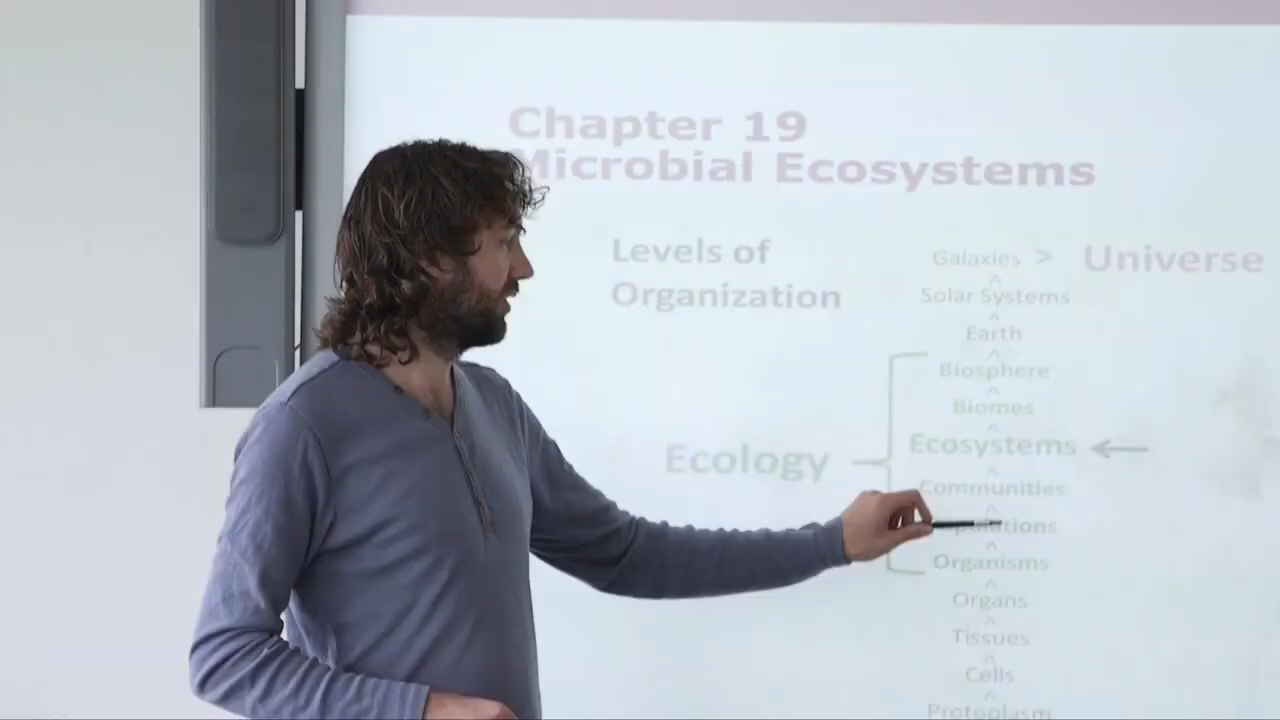 Chapter 19
Microbial Ecosystems
Levels of
Organization
Galaxies > Universe
^
Solar Systems
^
Earth
^
Biosphere
^
Biomes
^
Ecosystems
^
Ecology
Communities
^
^
Organisms
^
Organs
^
Tissues
^
Cells
^
Protoplasm